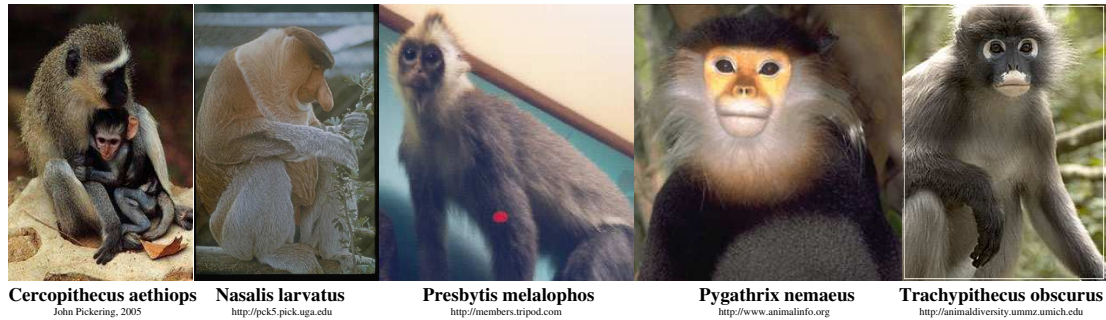 Cercopithecus aethiops
John Pickering, 2005
Nasalis larvatus
http://pck5.pick.uga.edu
Presbytis melalophos
http://members.tripod.com
Pygathrix nemaeus
http://www.animalinfo.org
Trachypithecus obscurus
http://animaldiversity.ummz.umich.edu